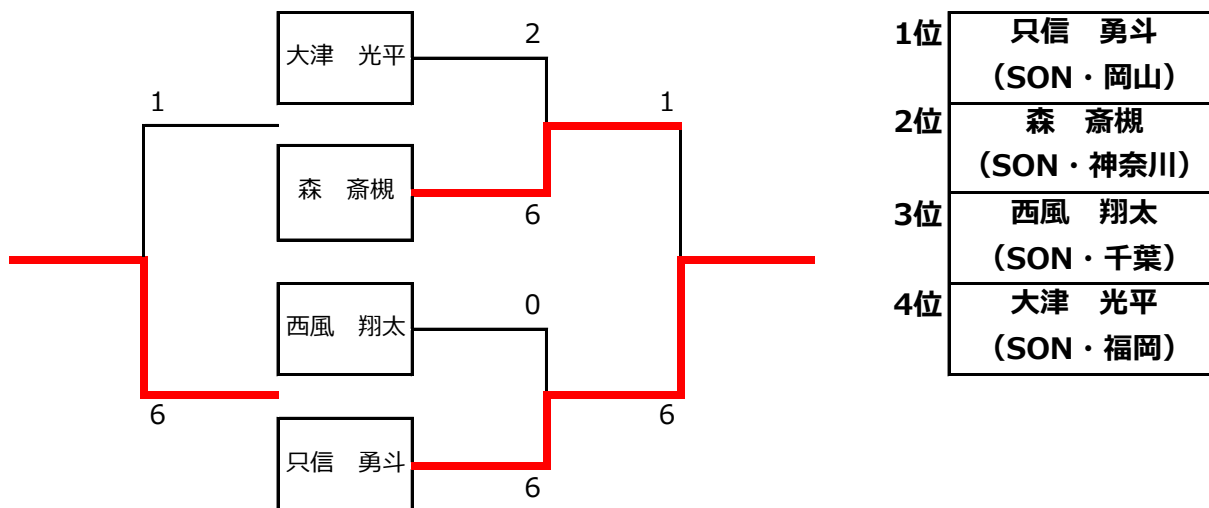 大津　光平
2
1
1
森　斎槻
6
西風　翔太
0
6
6
只信　勇斗
6
1位 只信　勇斗
（SON・岡山）
2位 森　斎槻
（SON・神奈川）
3位 西風　翔太
（SON・千葉）
4位 大津　光平
（SON・福岡）